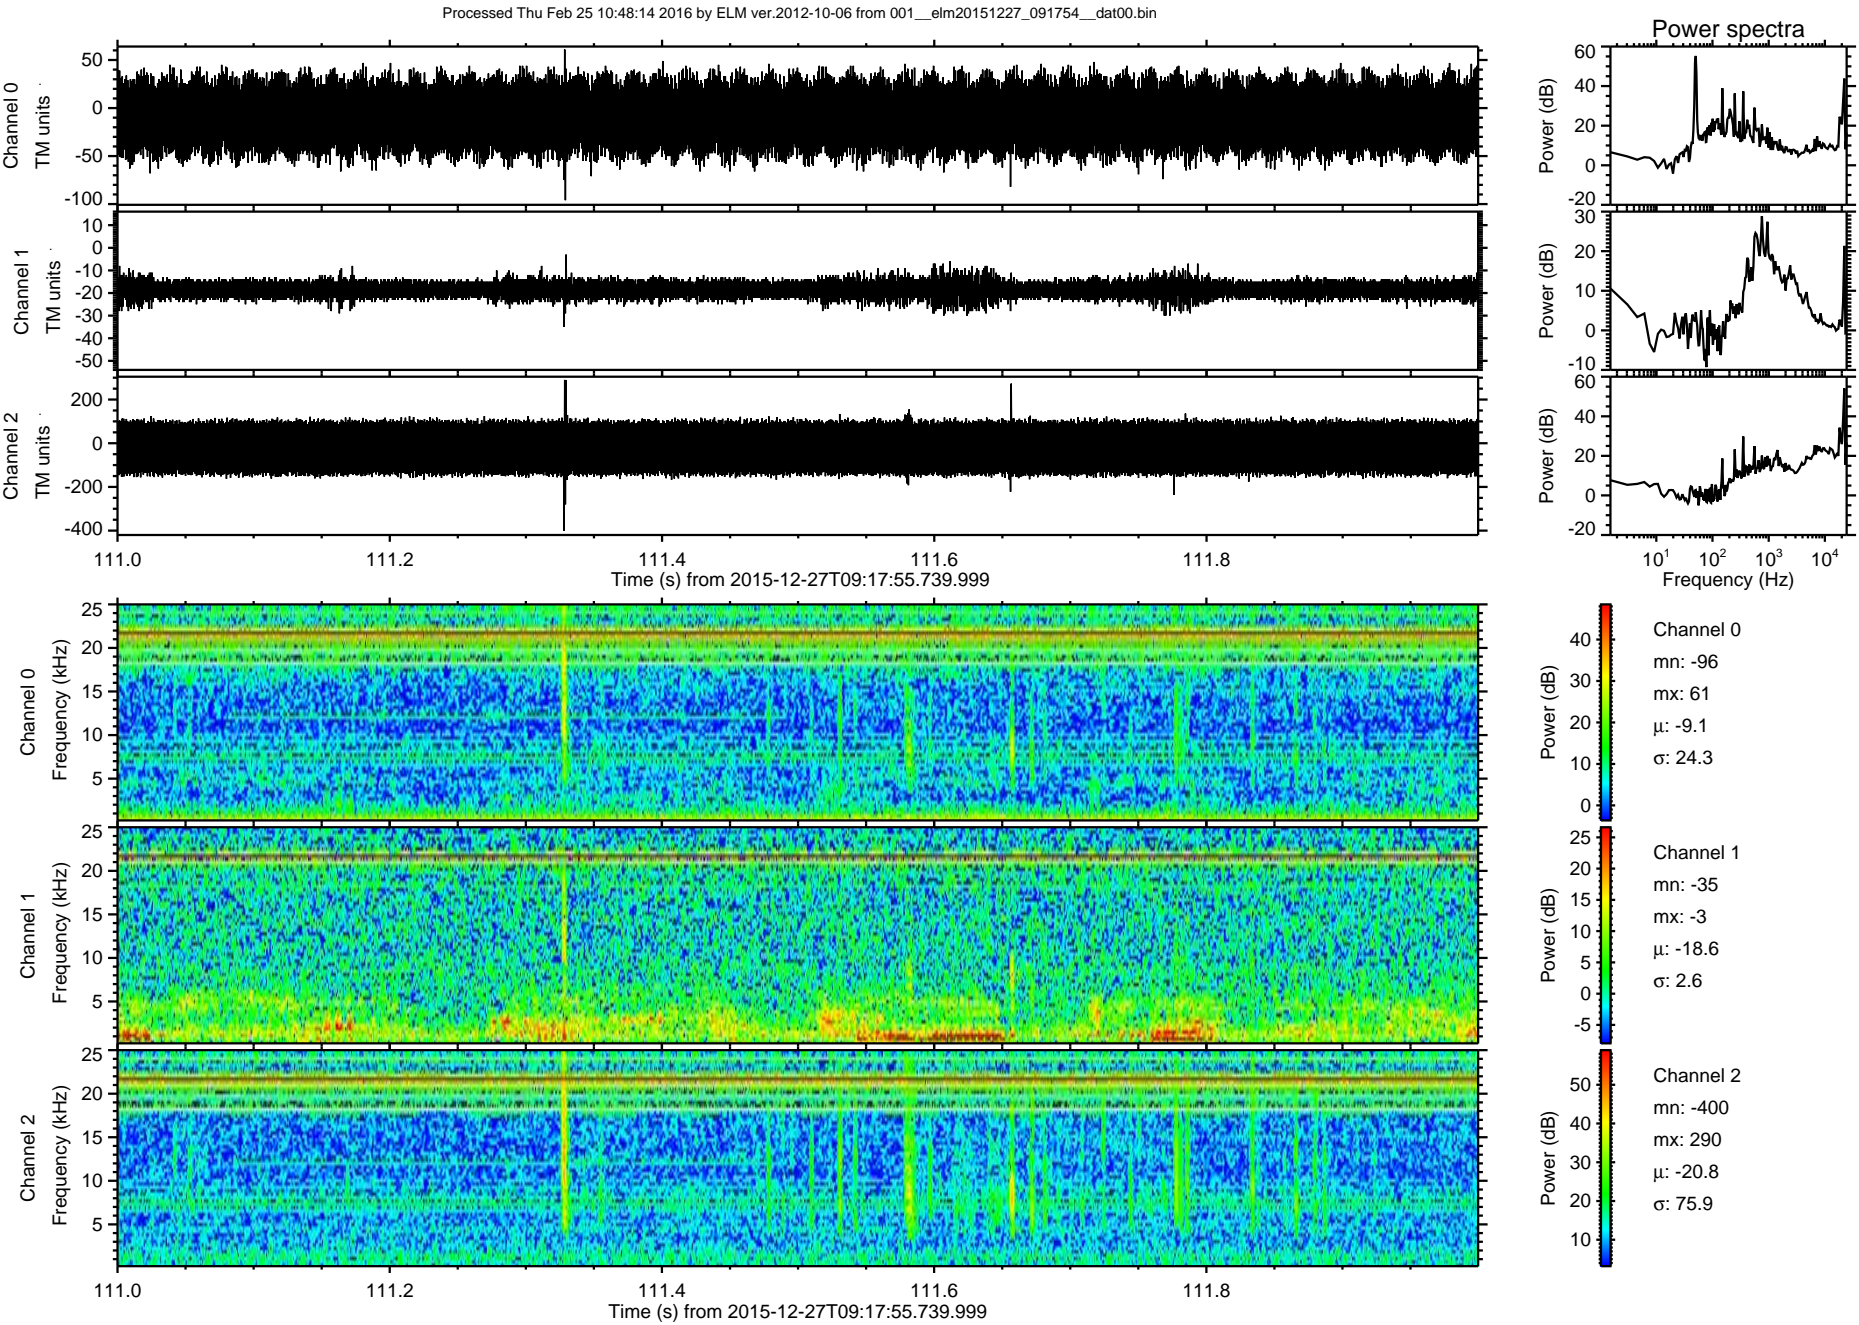 Processed Thu Feb 25 10:48:14 2016 by ELM ver.2012-10-06 from 001__elm20151227_091754__dat00.bin
Power spectra
Channel 0
TM units
50
0
-50
-100
Power (dB)
60
40
20
0
-20
Channel 1
TM units
10
0
-10
-20
-30
-40
-50
Power (dB)
30
20
10
0
-10
Channel 2
TM units
200
0
-200
-400
Power (dB)
60
40
20
0
-20
111.0 111.2 111.4 111.6 111.8
Time (s) from 2015-12-27T09:17:55.739.999
10¹ 10² 10³ 10⁴
Frequency (Hz)
Channel 0
Frequency (kHz)
25
20
15
10
5
Power (dB)
40
30
20
10
0
Channel 0
mn: -96
mx: 61
μ: -9.1
σ: 24.3
Channel 1
Frequency (kHz)
25
20
15
10
5
Power (dB)
25
20
15
10
5
0
-5
Channel 1
mn: -35
mx: -3
μ: -18.6
σ: 2.6
Channel 2
Frequency (kHz)
25
20
15
10
5
Power (dB)
50
40
30
20
10
Channel 2
mn: -400
mx: 290
μ: -20.8
σ: 75.9
111.0 111.2 111.4 111.6 111.8
Time (s) from 2015-12-27T09:17:55.739.999